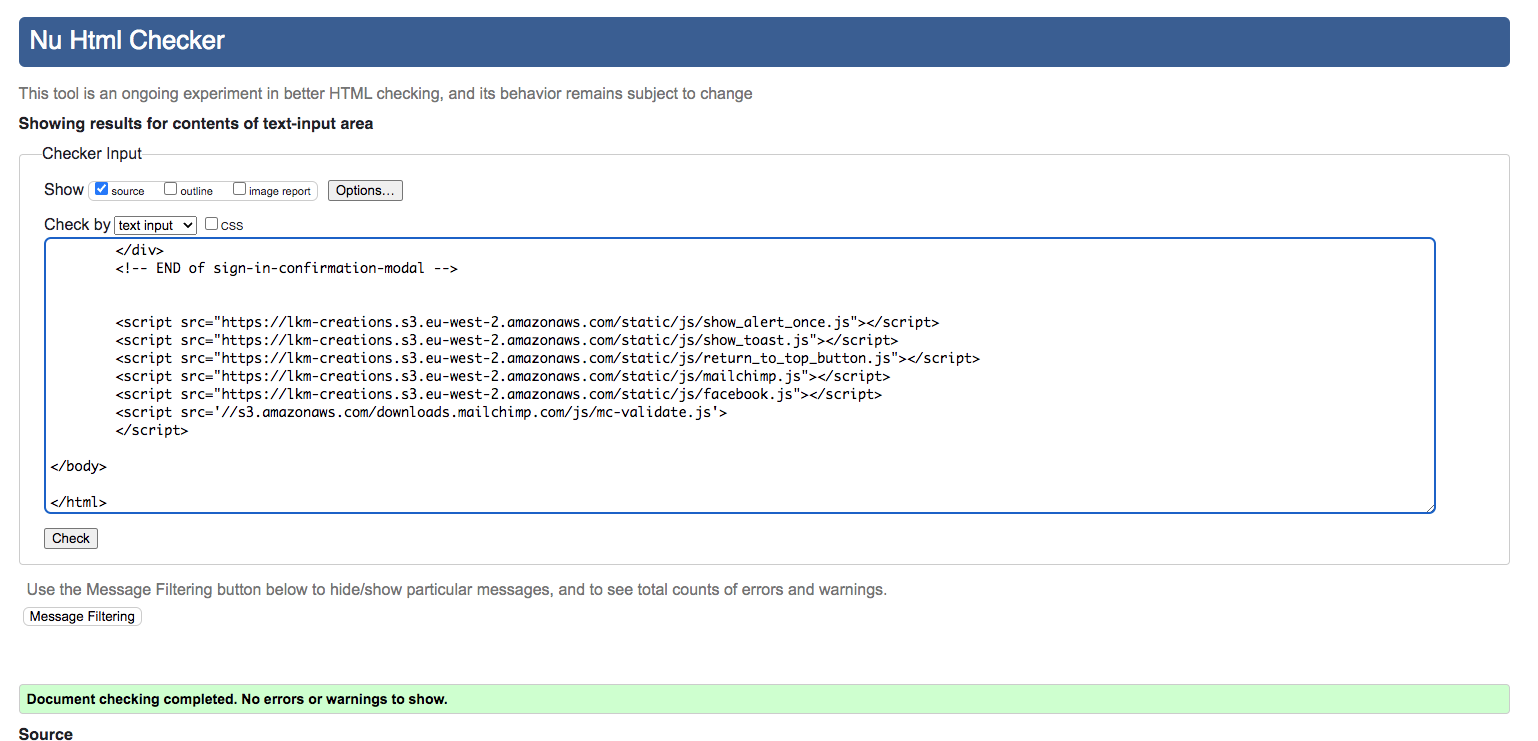 Nu Html Checker
This tool is an ongoing experiment in better HTML checking, and its behavior remains subject to change
Showing results for contents of text-input area
Checker Input
Show source outline image report Options...
Check by text input CSS
</div>
<!-- END of sign-in-confirmation-modal -->
<script src="https://lkm-creations.s3.eu-west-2.amazonaws.com/static/js/show_alert_once.js"></script>
<script src="https://lkm-creations.s3.eu-west-2.amazonaws.com/static/js/show_toast.js"></script>
<script src="https://lkm-creations.s3.eu-west-2.amazonaws.com/static/js/return_to_top_button.js"></script>
<script src="https://lkm-creations.s3.eu-west-2.amazonaws.com/static/js/mailchimp.js"></script>
<script src="https://lkm-creations.s3.eu-west-2.amazonaws.com/static/js/facebook.js"></script>
<script src='//s3.amazonaws.com/downloads.mailchimp.com/js/mc-validate.js'>
</script>
</body>
</html>
Check
Use the Message Filtering button below to hide/show particular messages, and to see total counts of errors and warnings.
Message Filtering
Document checking completed. No errors or warnings to show.
Source